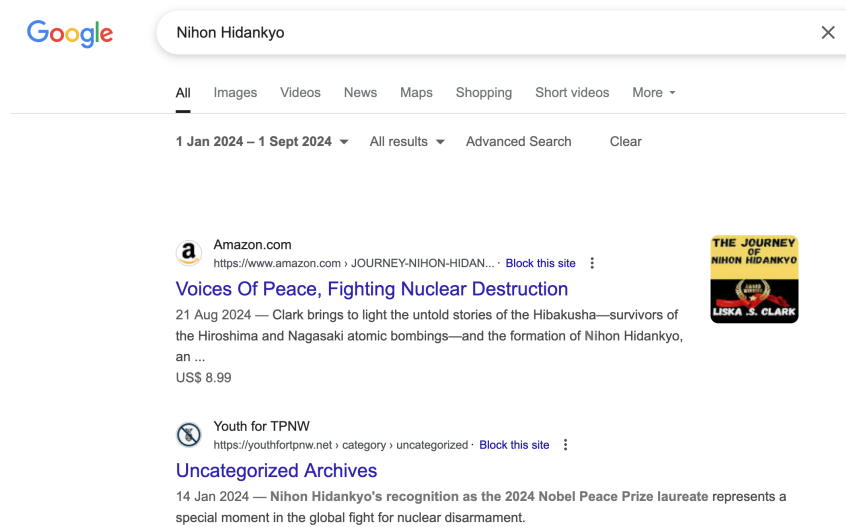 Google
Nihon Hidankyo
All Images Videos News Maps Shopping Short videos More
1 Jan 2024 – 1 Sept 2024 All results Advanced Search Clear
Amazon.com
https://www.amazon.com › JOURNEY-NIHON-HIDAN... · Block this site
Voices Of Peace, Fighting Nuclear Destruction
21 Aug 2024 — Clark brings to light the untold stories of the Hibakusha—survivors of
the Hiroshima and Nagasaki atomic bombings—and the formation of Nihon Hidankyo,
an ...
US$ 8.99
THE JOURNEY
OF
NIHON HIDANKYO
AWARD
LISKA .S. CLARK
Youth for TPNW
https://youthfortpnw.net › category › uncategorized · Block this site
Uncategorized Archives
14 Jan 2024 — Nihon Hidankyo's recognition as the 2024 Nobel Peace Prize laureate represents a
special moment in the global fight for nuclear disarmament.